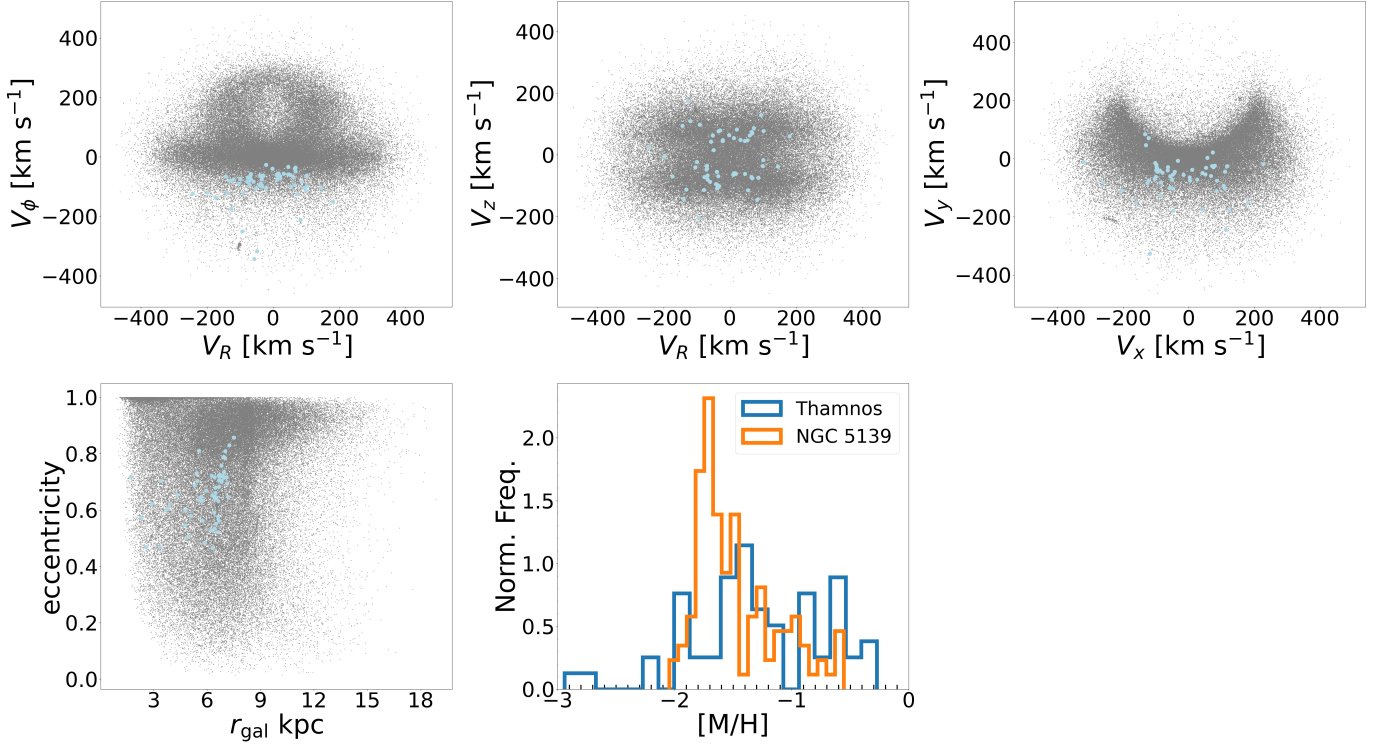 400
200
0
−200
−400
V_ϕ [km s⁻¹]
−400 −200 0 200 400
V_R [km s⁻¹]
400
200
0
−200
−400
V_z [km s⁻¹]
−400 −200 0 200 400
V_R [km s⁻¹]
400
200
0
−200
−400
V_y [km s⁻¹]
−400 −200 0 200 400
V_x [km s⁻¹]
1.0
0.8
0.6
0.4
0.2
0.0
eccentricity
3 6 9 12 15 18
r_gal kpc
2.0
1.5
1.0
0.5
0.0
Norm. Freq.
Thamnos
NGC 5139
−3 −2 −1 0
[M/H]